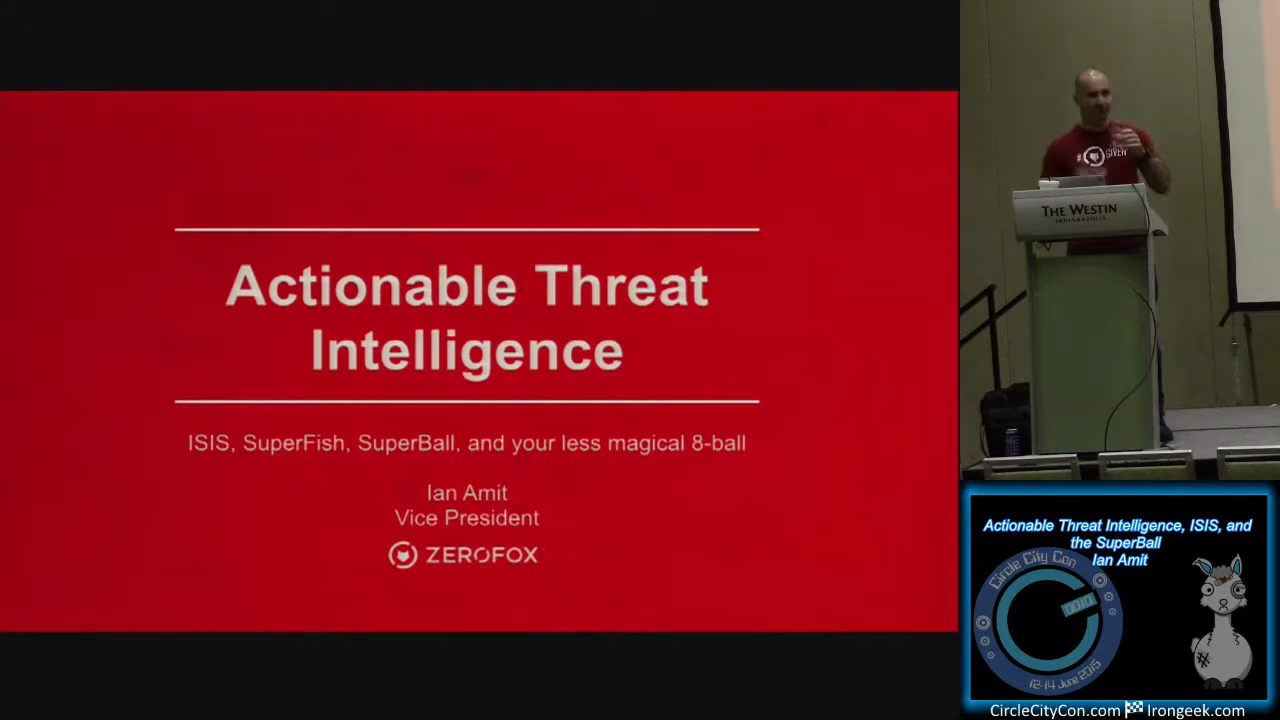 Actionable Threat
Intelligence
ISIS, SuperFish, SuperBall, and your less magical 8-ball
Ian Amit
Vice President
ZEROFOX
# GIVEN
THE WESTIN
INDIANAPOLIS
Actionable Threat Intelligence, ISIS, and
the SuperBall
Ian Amit
Circle City Con
12-14 June 2015
CircleCityCon.com Irongeek.com